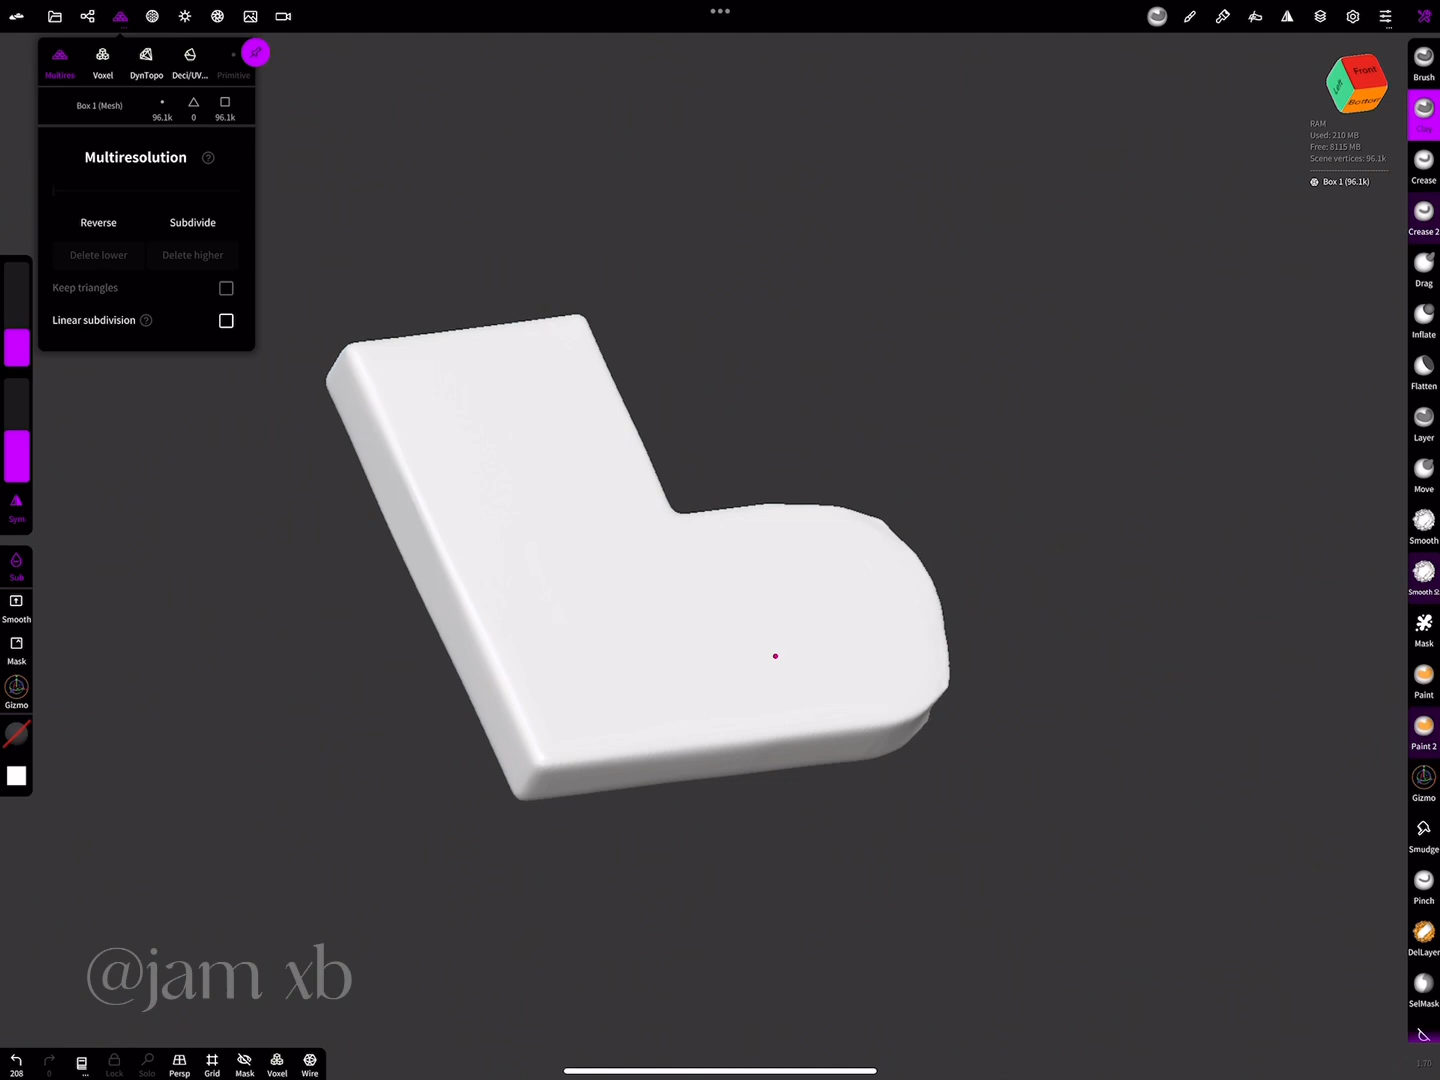 Multires Voxel DynTopo Deci/UV... Primitive
Box 1 (Mesh) 96.1k 0 96.1k
Multiresolution ?
Reverse Subdivide
Delete lower Delete higher
Keep triangles
Linear subdivision ?
Sym
Sub
Smooth
Mask
Gizmo
Left Front Bottom
RAM
Used: 210 MB
Free: 8115 MB
Scene vertices: 96.1k
Box 1 (96.1k)
Brush
Clay
Crease
Crease 2
Drag
Inflate
Flatten
Layer
Move
Smooth
Mask
Paint
Paint 2
Gizmo
Smudge
Pinch
DelLayer
SelMask
@jam xb
208 0 ... Lock Solo Persp Grid Mask Voxel Wire
1.70